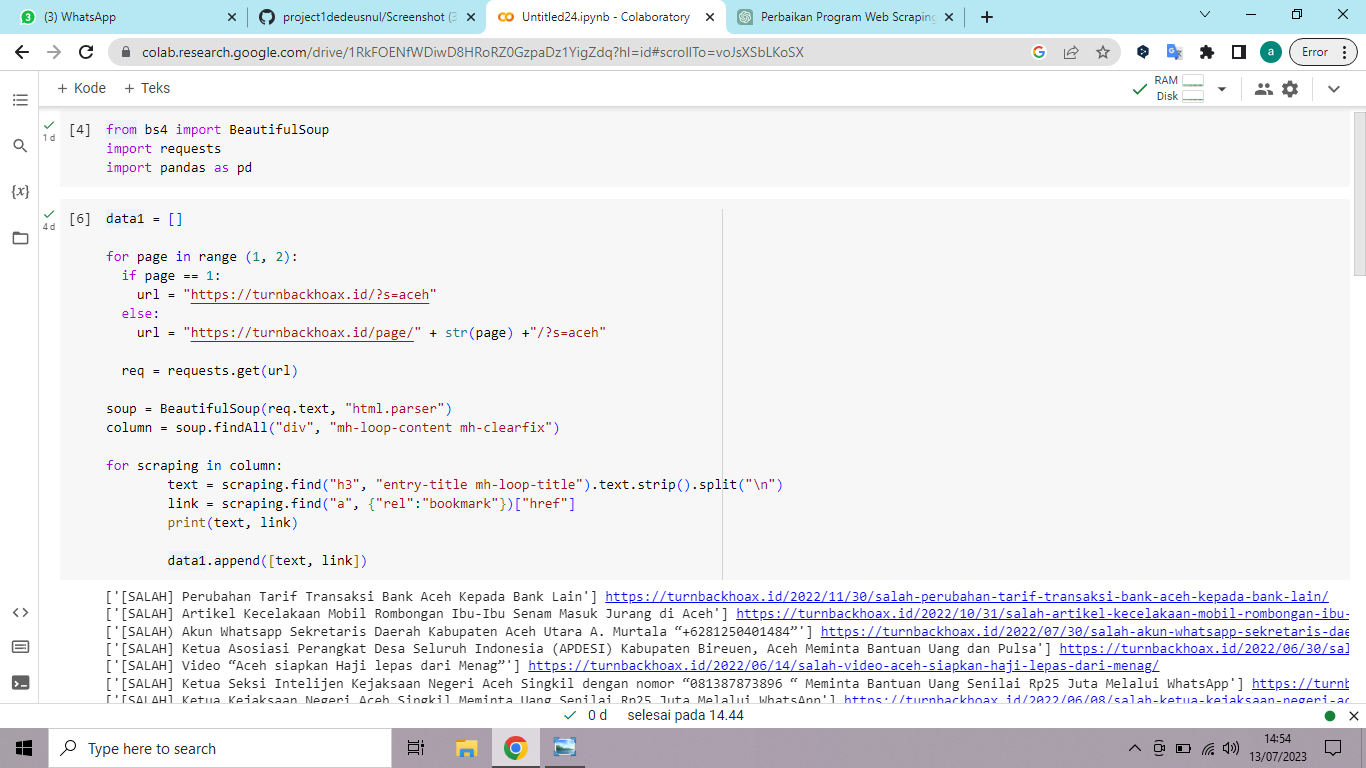 (3) WhatsApp
project1dedeusnul/Screenshot (3
Untitled24.ipynb - Colaboratory
Perbaikan Program Web Scraping
colab.research.google.com/drive/1RkFOENfWDiwD8HRoRZ0GzpaDz1YigZdq?hl=id#scrollTo=voJsXSbLKoSX
a
Error
+ Kode + Teks
RAM
Disk
1 d
[4] from bs4 import BeautifulSoup
import requests
import pandas as pd
{x}
4 d
[6] data1 = []
for page in range (1, 2):
if page == 1:
url = "https://turnbackhoax.id/?s=aceh"
else:
url = "https://turnbackhoax.id/page/" + str(page) +"/?s=aceh"
req = requests.get(url)
soup = BeautifulSoup(req.text, "html.parser")
column = soup.findAll("div", "mh-loop-content mh-clearfix")
for scraping in column:
text = scraping.find("h3", "entry-title mh-loop-title").text.strip().split("\n")
link = scraping.find("a", {"rel":"bookmark"})["href"]
print(text, link)
data1.append([text, link])
['[SALAH] Perubahan Tarif Transaksi Bank Aceh Kepada Bank Lain'] https://turnbackhoax.id/2022/11/30/salah-perubahan-tarif-transaksi-bank-aceh-kepada-bank-lain/
['[SALAH] Artikel Kecelakaan Mobil Rombongan Ibu-Ibu Senam Masuk Jurang di Aceh'] https://turnbackhoax.id/2022/10/31/salah-artikel-kecelakaan-mobil-rombongan-ibu-
['[SALAH) Akun Whatsapp Sekretaris Daerah Kabupaten Aceh Utara A. Murtala “+6281250401484”'] https://turnbackhoax.id/2022/07/30/salah-akun-whatsapp-sekretaris-dae
['[SALAH] Ketua Asosiasi Perangkat Desa Seluruh Indonesia (APDESI) Kabupaten Bireuen, Aceh Meminta Bantuan Uang dan Pulsa'] https://turnbackhoax.id/2022/06/30/sal
['[SALAH] Video “Aceh siapkan Haji lepas dari Menag”'] https://turnbackhoax.id/2022/06/14/salah-video-aceh-siapkan-haji-lepas-dari-menag/
['[SALAH] Ketua Seksi Intelijen Kejaksaan Negeri Aceh Singkil dengan nomor “081387873896 “ Meminta Bantuan Uang Senilai Rp25 Juta Melalui WhatsApp'] https://turnb
['[SALAH] Ketua Kejaksaan Negeri Aceh Singkil Meminta Uang Senilai Rp25 Juta Melalui WhatsApp'] https://turnbackhoax.id/2022/06/08/salah-ketua-kejaksaan-negeri-ac
0 d selesai pada 14.44
Type here to search
14:54
13/07/2023